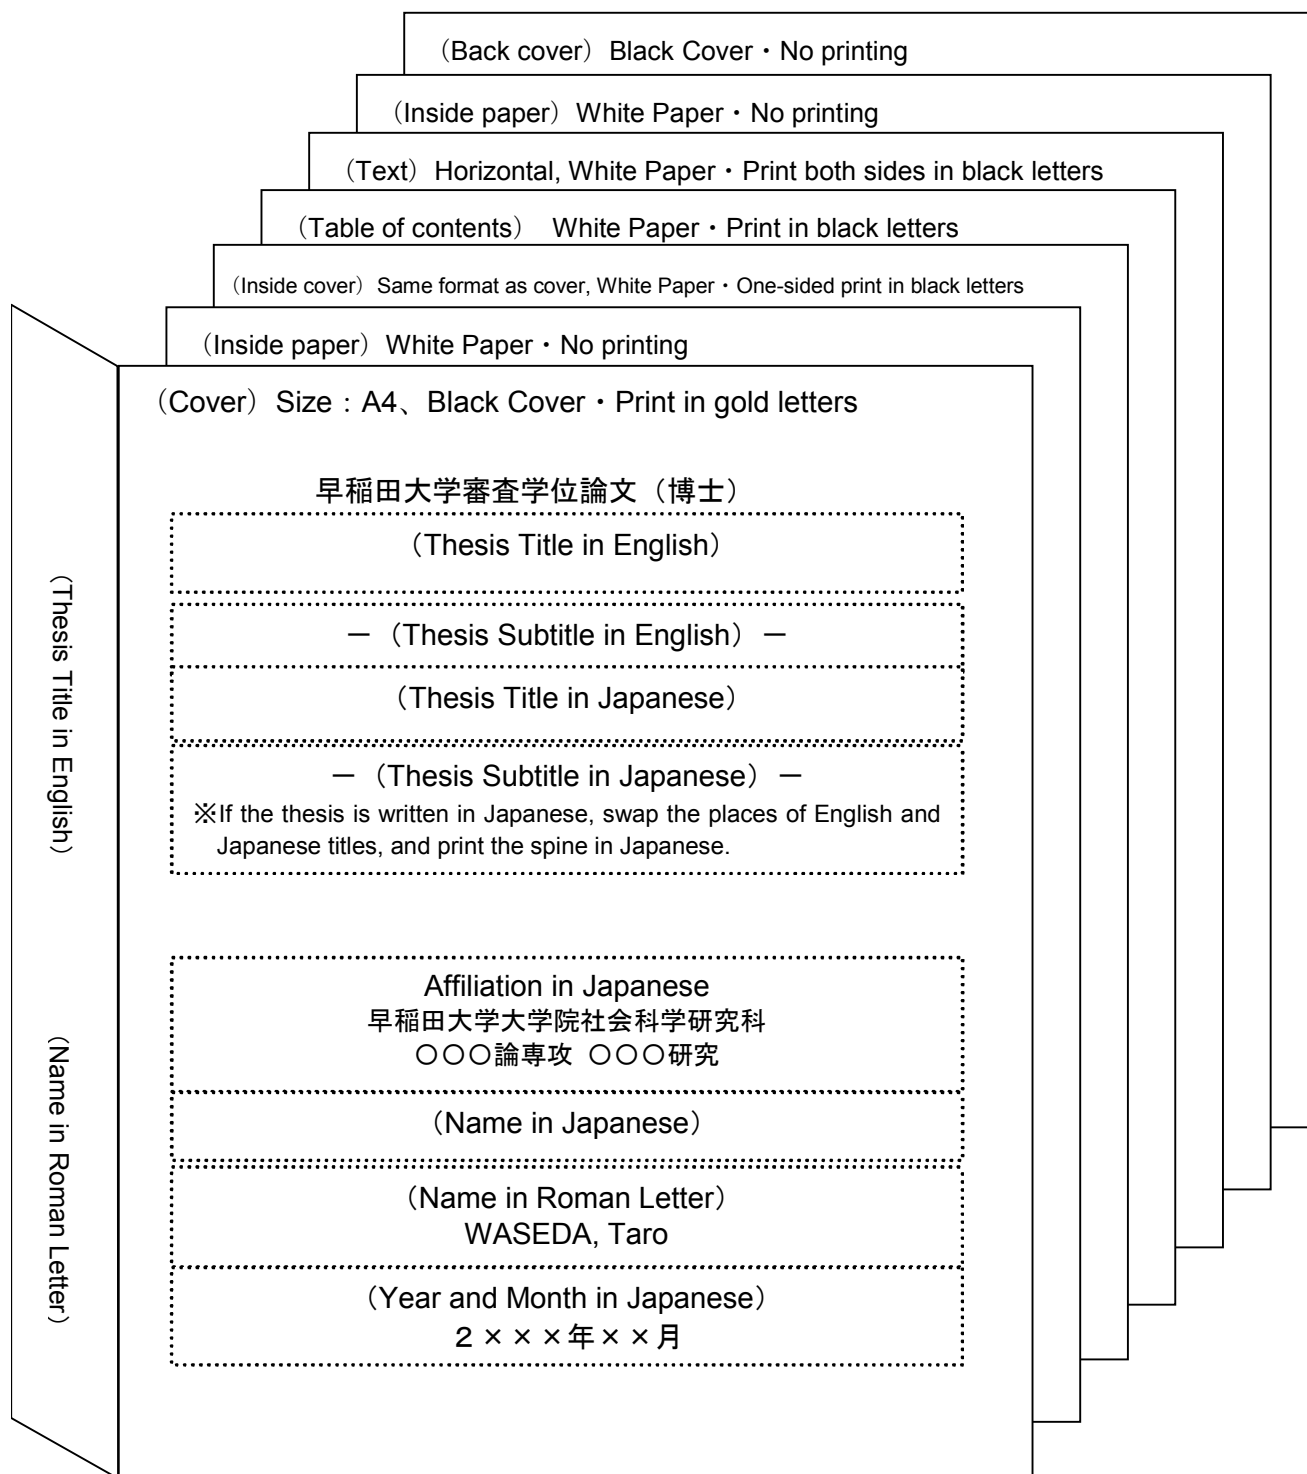 （Back cover）Black Cover・No printing
（Inside paper）White Paper・No printing
（Text）Horizontal, White Paper・Print both sides in black letters
（Table of contents） White Paper・Print in black letters
（Inside cover）Same format as cover, White Paper・One-sided print in black letters
（Inside paper）White Paper・No printing
（Cover）Size：A4、Black Cover・Print in gold letters
早稲田大学審査学位論文（博士）
（Thesis Title in English）
－（Thesis Subtitle in English）－
（Thesis Title in Japanese）
－（Thesis Subtitle in Japanese）－
※If the thesis is written in Japanese, swap the places of English and
Japanese titles, and print the spine in Japanese.
Affiliation in Japanese
早稲田大学大学院社会科学研究科
〇〇〇論専攻 〇〇〇研究
（Name in Japanese）
（Name in Roman Letter）
WASEDA, Taro
（Year and Month in Japanese）
２×××年××月
（Thesis Title in English）
（Name in Roman Letter）